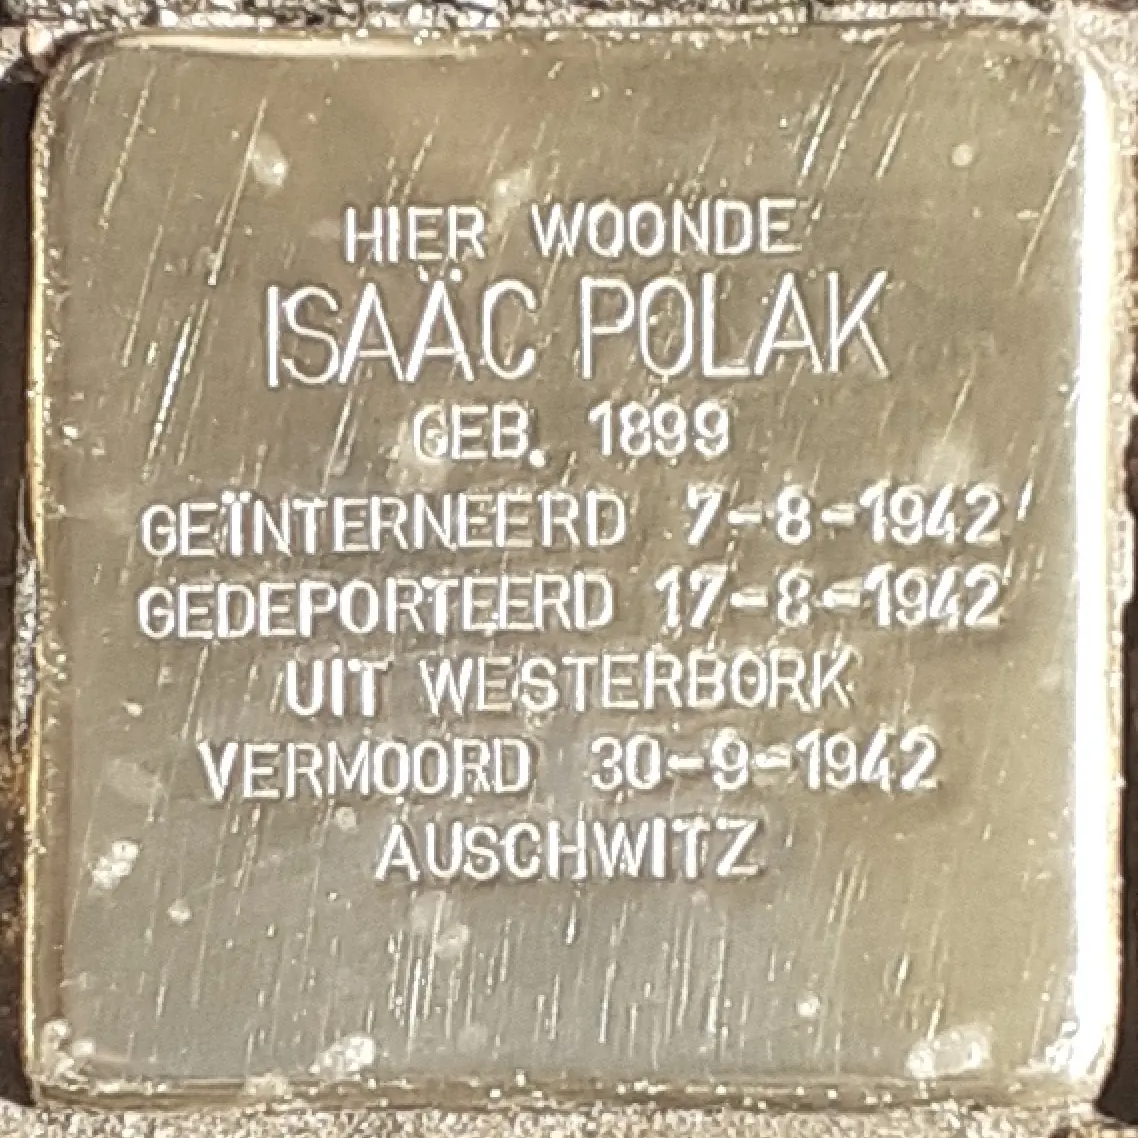 HIER WOONDE
ISAÄC POLAK
GEB. 1899
GEÏNTERNEERD 7-8-1942
GEDEPORTEERD 17-8-1942
UIT WESTERBORK
VERMOORD 30-9-1942
AUSCHWITZ